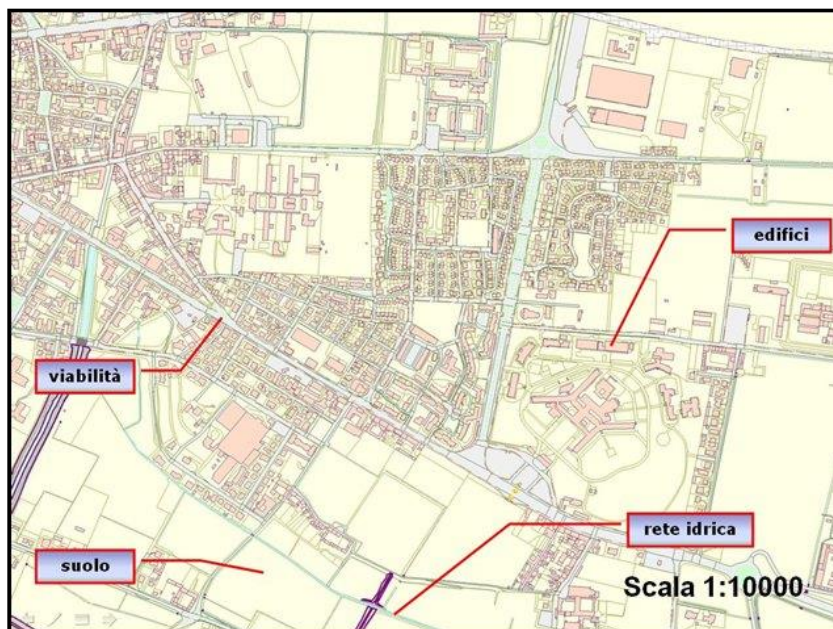 edifici
viabilità
rete idrica
suolo
Scala 1:10000